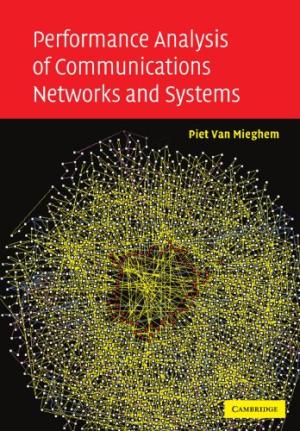 Performance Analysis
of Communications
Networks and Systems
Piet Van Mieghem
CAMBRIDGE